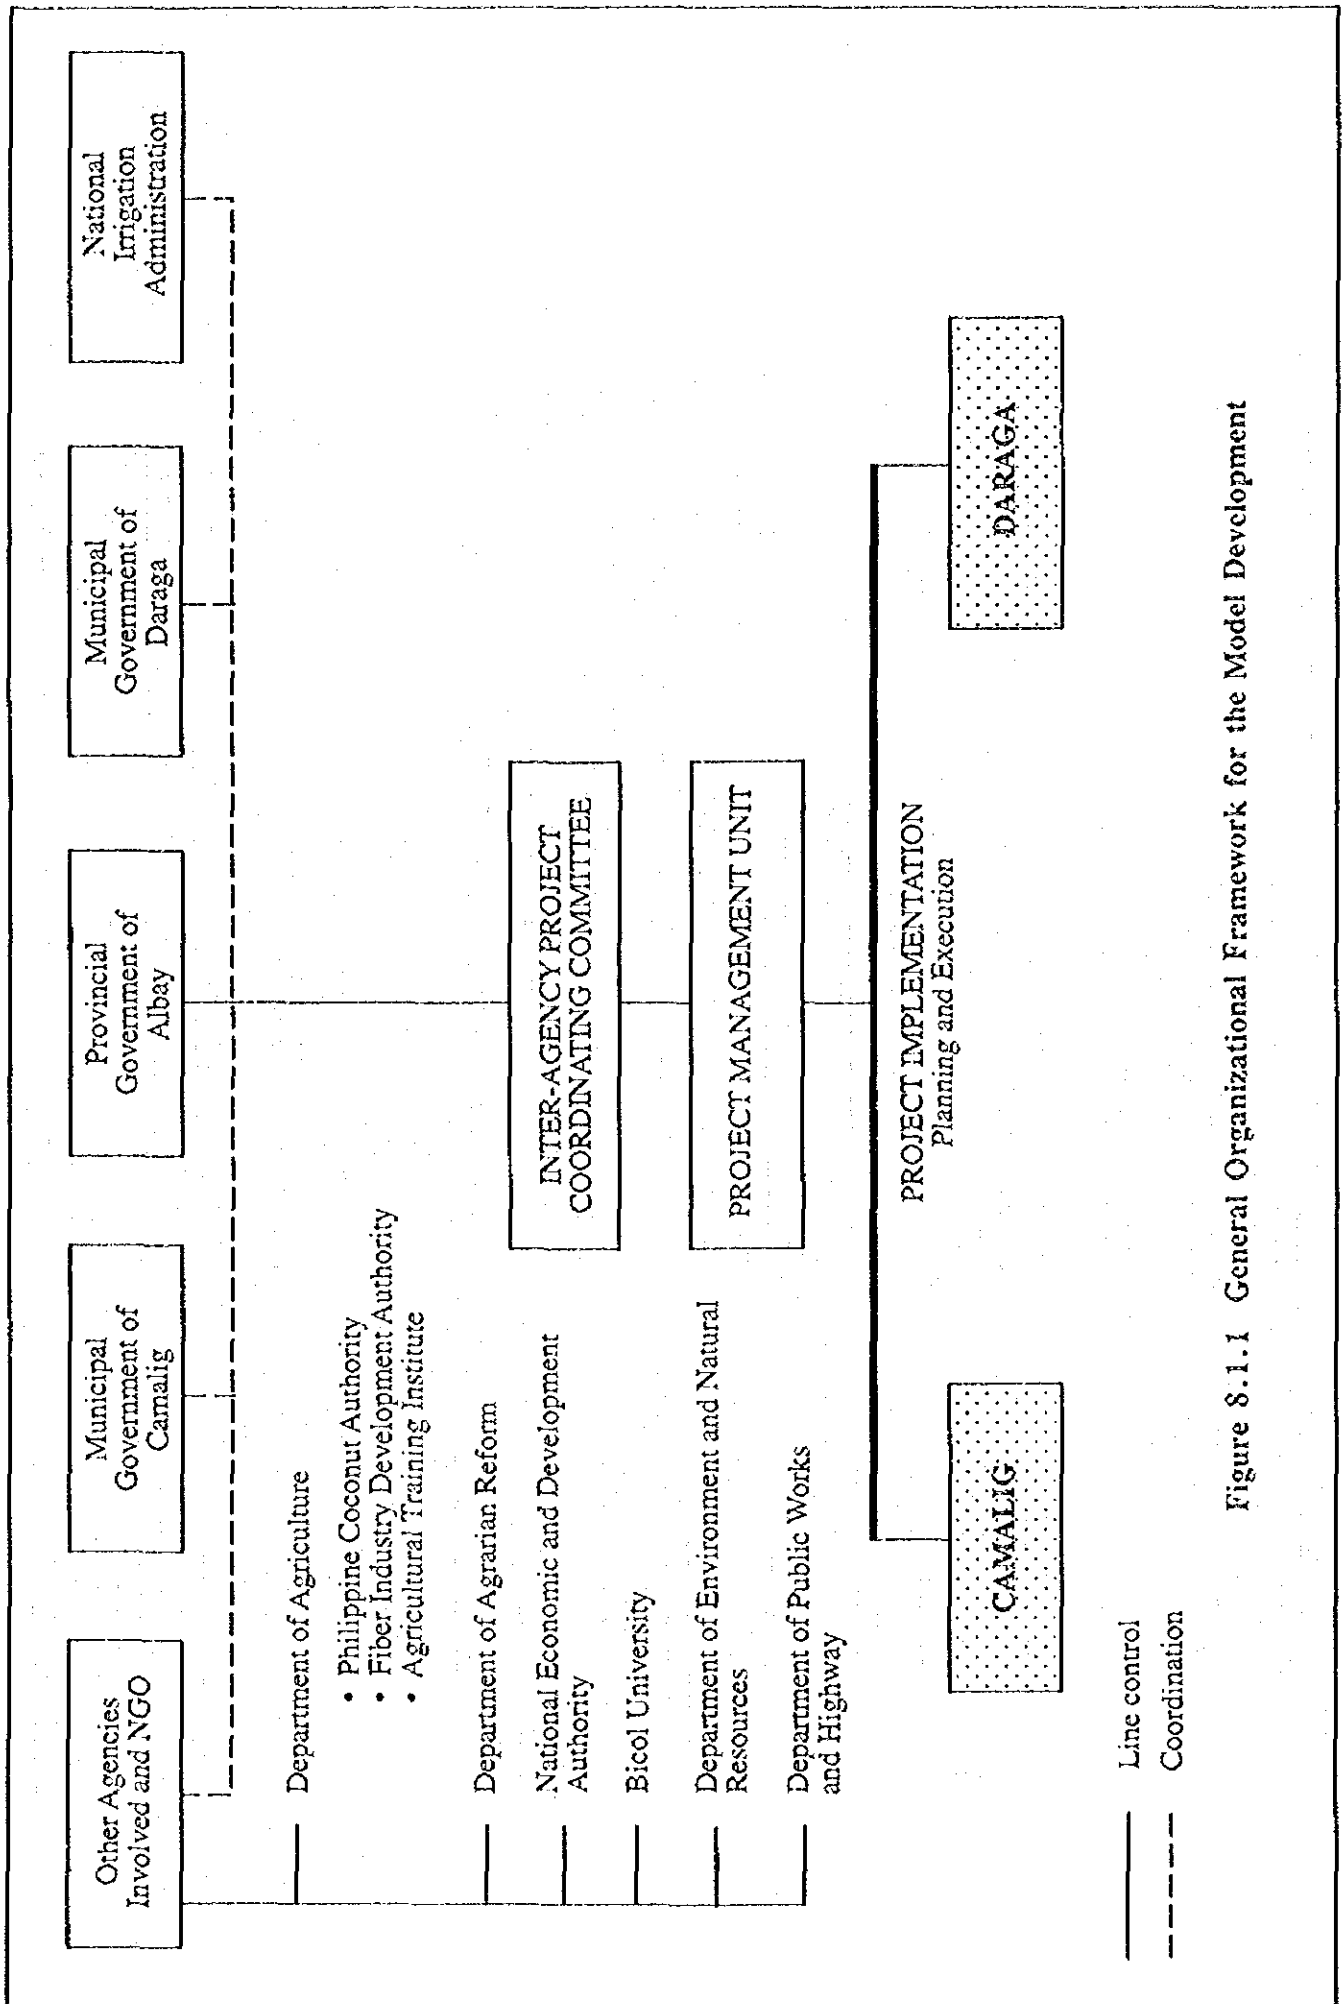 Other Agencies
Involved and NGO
Municipal
Government of
Camalig
Provincial
Government of
Albay
Municipal
Government of
Daraga
National
Irrigation
Administration
Department of Agriculture
• Philippine Coconut Authority
• Fiber Industry Development Authority
• Agricultural Training Institute
Department of Agrarian Reform
National Economic and Development
Authority
Bicol University
Department of Environment and Natural
Resources
Department of Public Works
and Highway
INTER-AGENCY PROJECT
COORDINATING COMMITTEE
PROJECT MANAGEMENT UNIT
PROJECT IMPLEMENTATION
Planning and Execution
CAMALIG
DARAGA
Line control
Coordination
Figure 8.1.1 General Organizational Framework for the Model Development